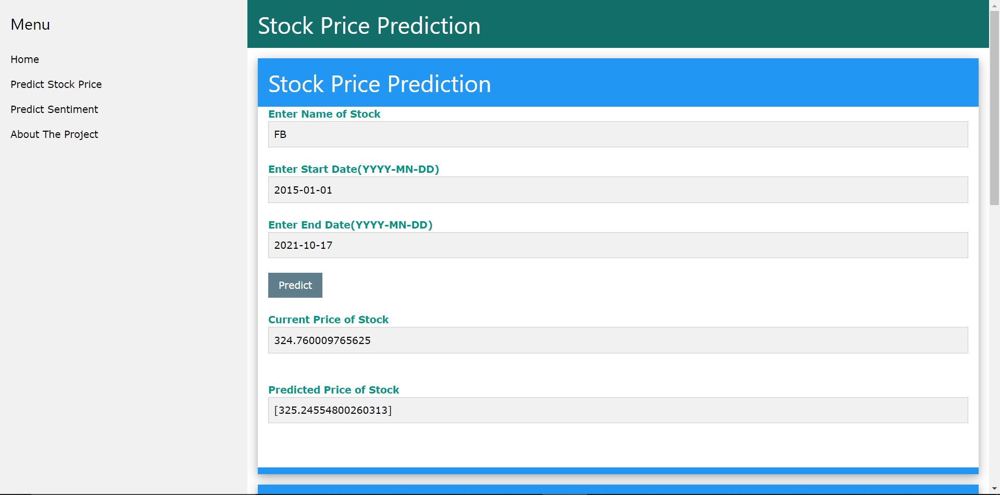 Menu
Home
Predict Stock Price
Predict Sentiment
About The Project
Stock Price Prediction
Stock Price Prediction
Enter Name of Stock
FB
Enter Start Date(YYYY-MN-DD)
2015-01-01
Enter End Date(YYYY-MN-DD)
2021-10-17
Predict
Current Price of Stock
324.760009765625
Predicted Price of Stock
[325.24554800260313]